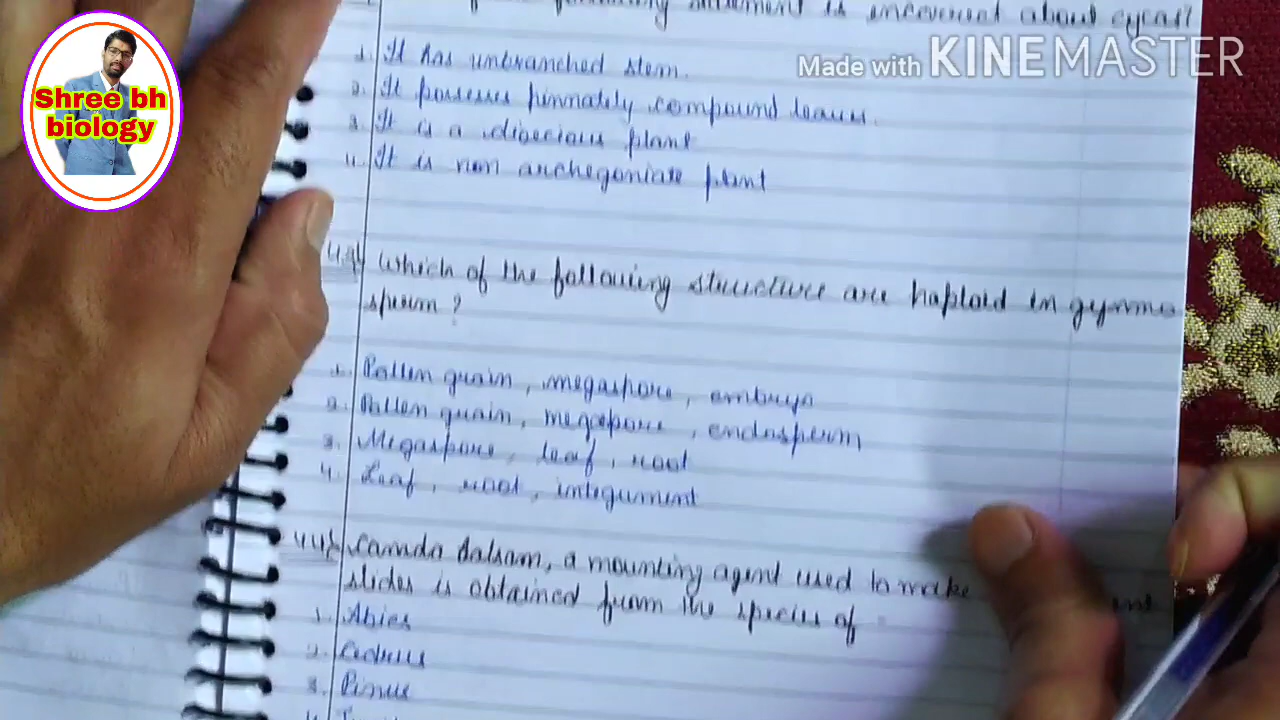 statement is incorrect about cycas?
1. It has unbranched stem.
2. It possesses pinnately compound leaves.
3. It is a dioecious plant
4. It is non archegoniate plant
43) Which of the following structure are haploid in gymno
sperm ?
1. Pollen grain, megaspore, embryo
2. Pollen grain, megaspore, endosperm
3. Megaspore, leaf, root
4. Leaf, root, integument
44) Canada Balsam, a mounting agent used to make
slides is obtained from the species of
1. Abies
2. Cedrus
3. Pinus
Shree bh
biology
Made with KINEMASTER